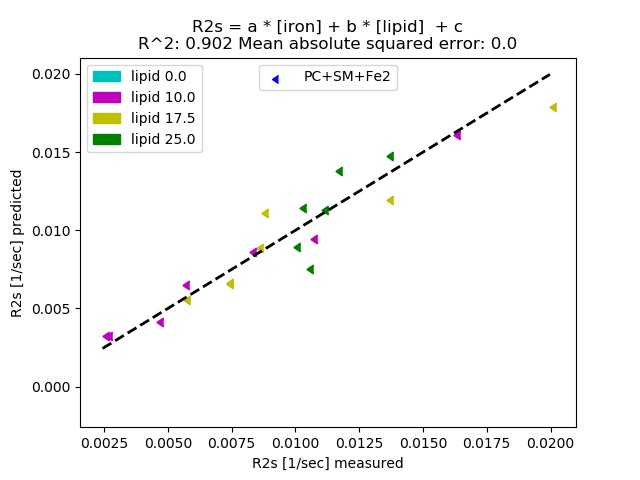 R2s = a * [iron] + b * [lipid]  + c
R^2: 0.902 Mean absolute squared error: 0.0
lipid 0.0
lipid 10.0
lipid 17.5
lipid 25.0
PC+SM+Fe2
R2s [1/sec] predicted
0.020
0.015
0.010
0.005
0.000
0.0025 0.0050 0.0075 0.0100 0.0125 0.0150 0.0175 0.0200
R2s [1/sec] measured